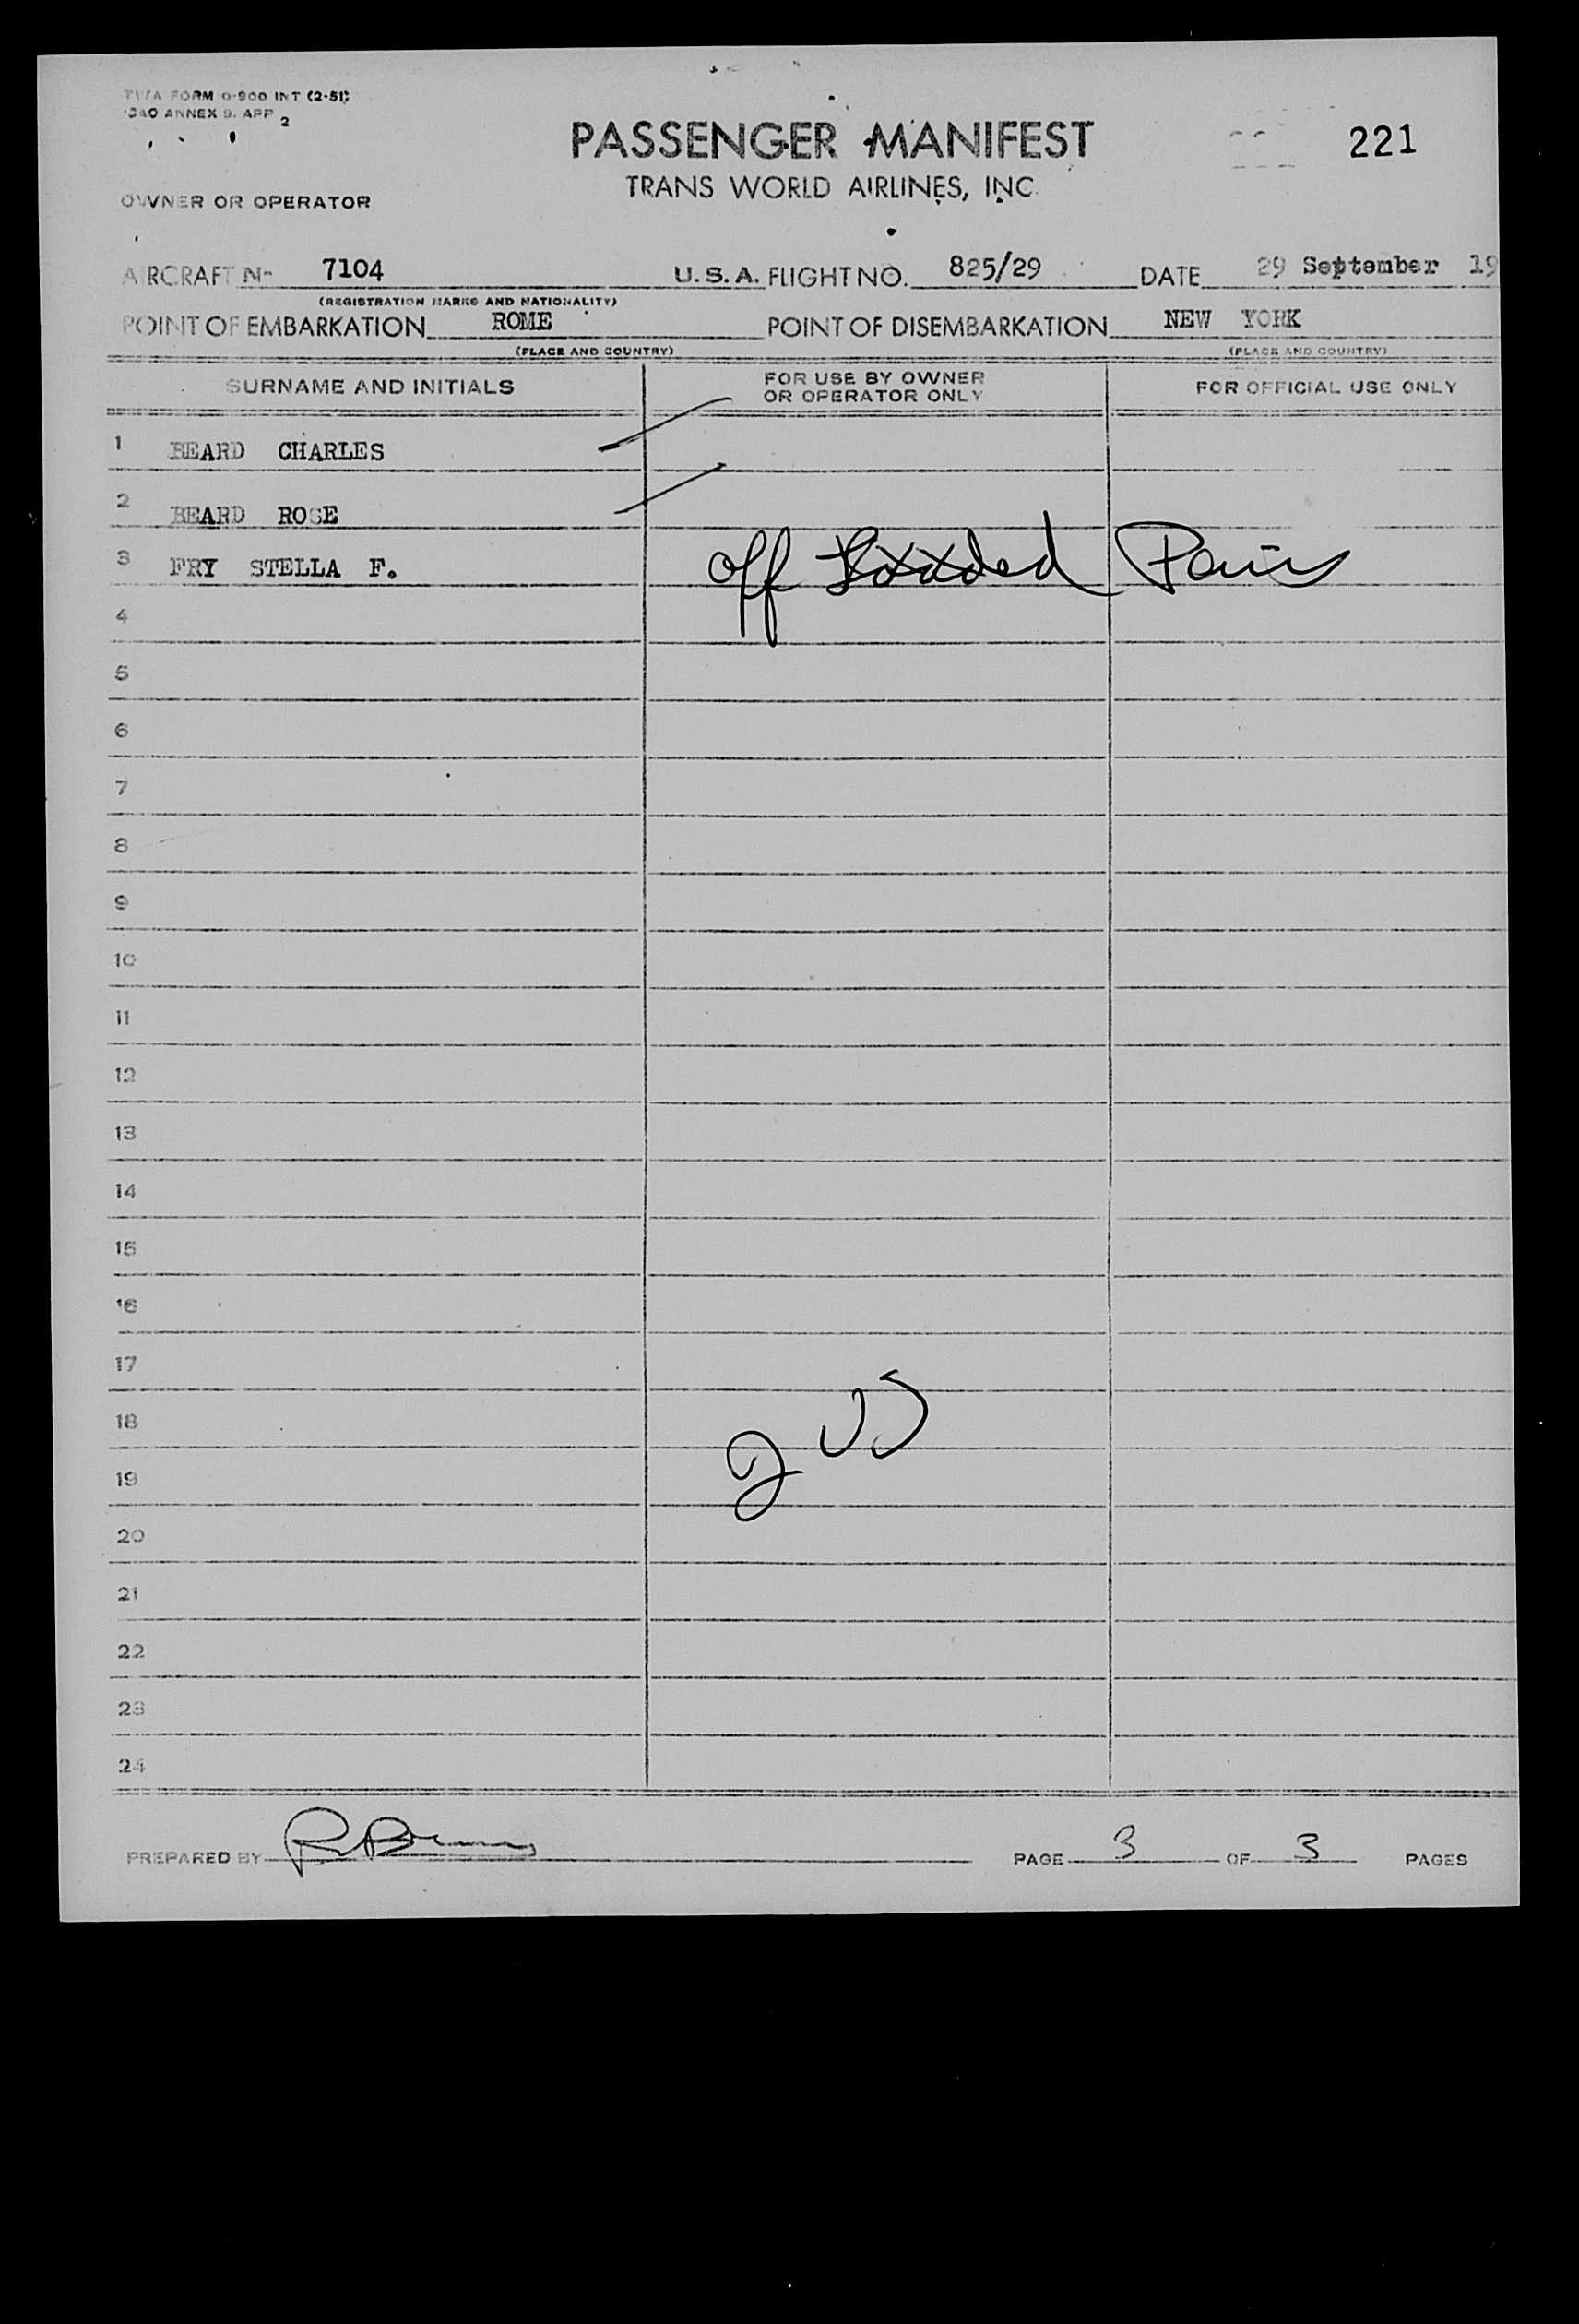 TWA FORM O-900 INT (2-51)
ICAO ANNEX 9. APP 2
PASSENGER MANIFEST
221
TRANS WORLD AIRLINES, INC.
OWNER OR OPERATOR
AIRCRAFT No 7104 U.S.A. FLIGHT NO. 825/29 DATE 29 September 19
(REGISTRATION MARKS AND NATIONALITY)
POINT OF EMBARKATION ROME POINT OF DISEMBARKATION NEW YORK
(PLACE AND COUNTRY) (PLACE AND COUNTRY)
SURNAME AND INITIALS FOR USE BY OWNER OR OPERATOR ONLY FOR OFFICIAL USE ONLY
1 BEARD CHARLES
2 BEARD ROSE
3 FRY STELLA F. off Paris
4
5
6
7
8
9
10
11
12
13
14
15
16
17
18
19
20
21
22
23
24
PREPARED BY PAGE 3 OF 3 PAGES